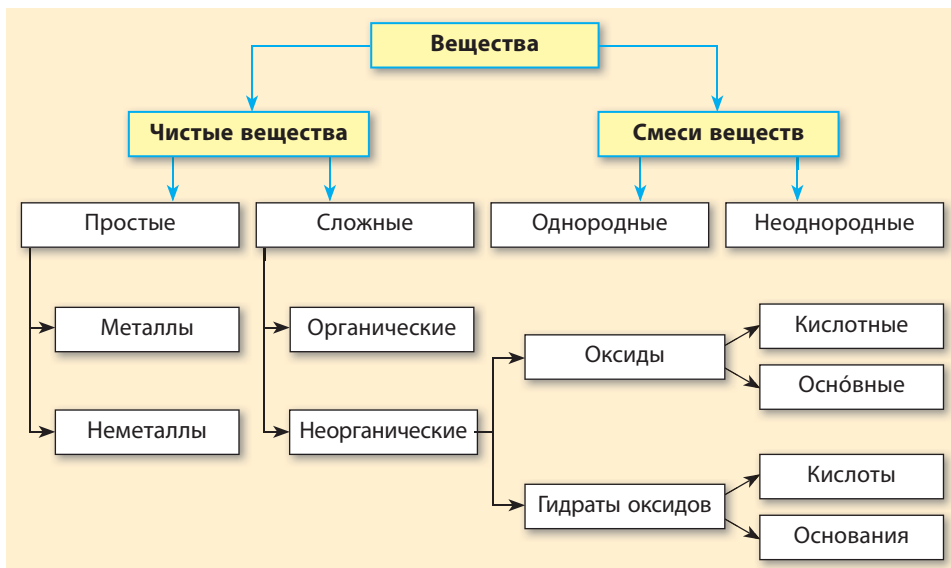 Вещества
Чистые вещества
Смеси веществ
Простые
Сложные
Однородные
Неоднородные
Металлы
Органические
Оксиды
Кислотные
Оснóвные
Неметаллы
Неорганические
Гидраты оксидов
Кислоты
Основания